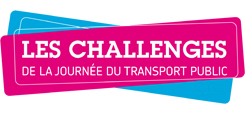 LES CHALLENGES
DE LA JOURNÉE DU TRANSPORT PUBLIC